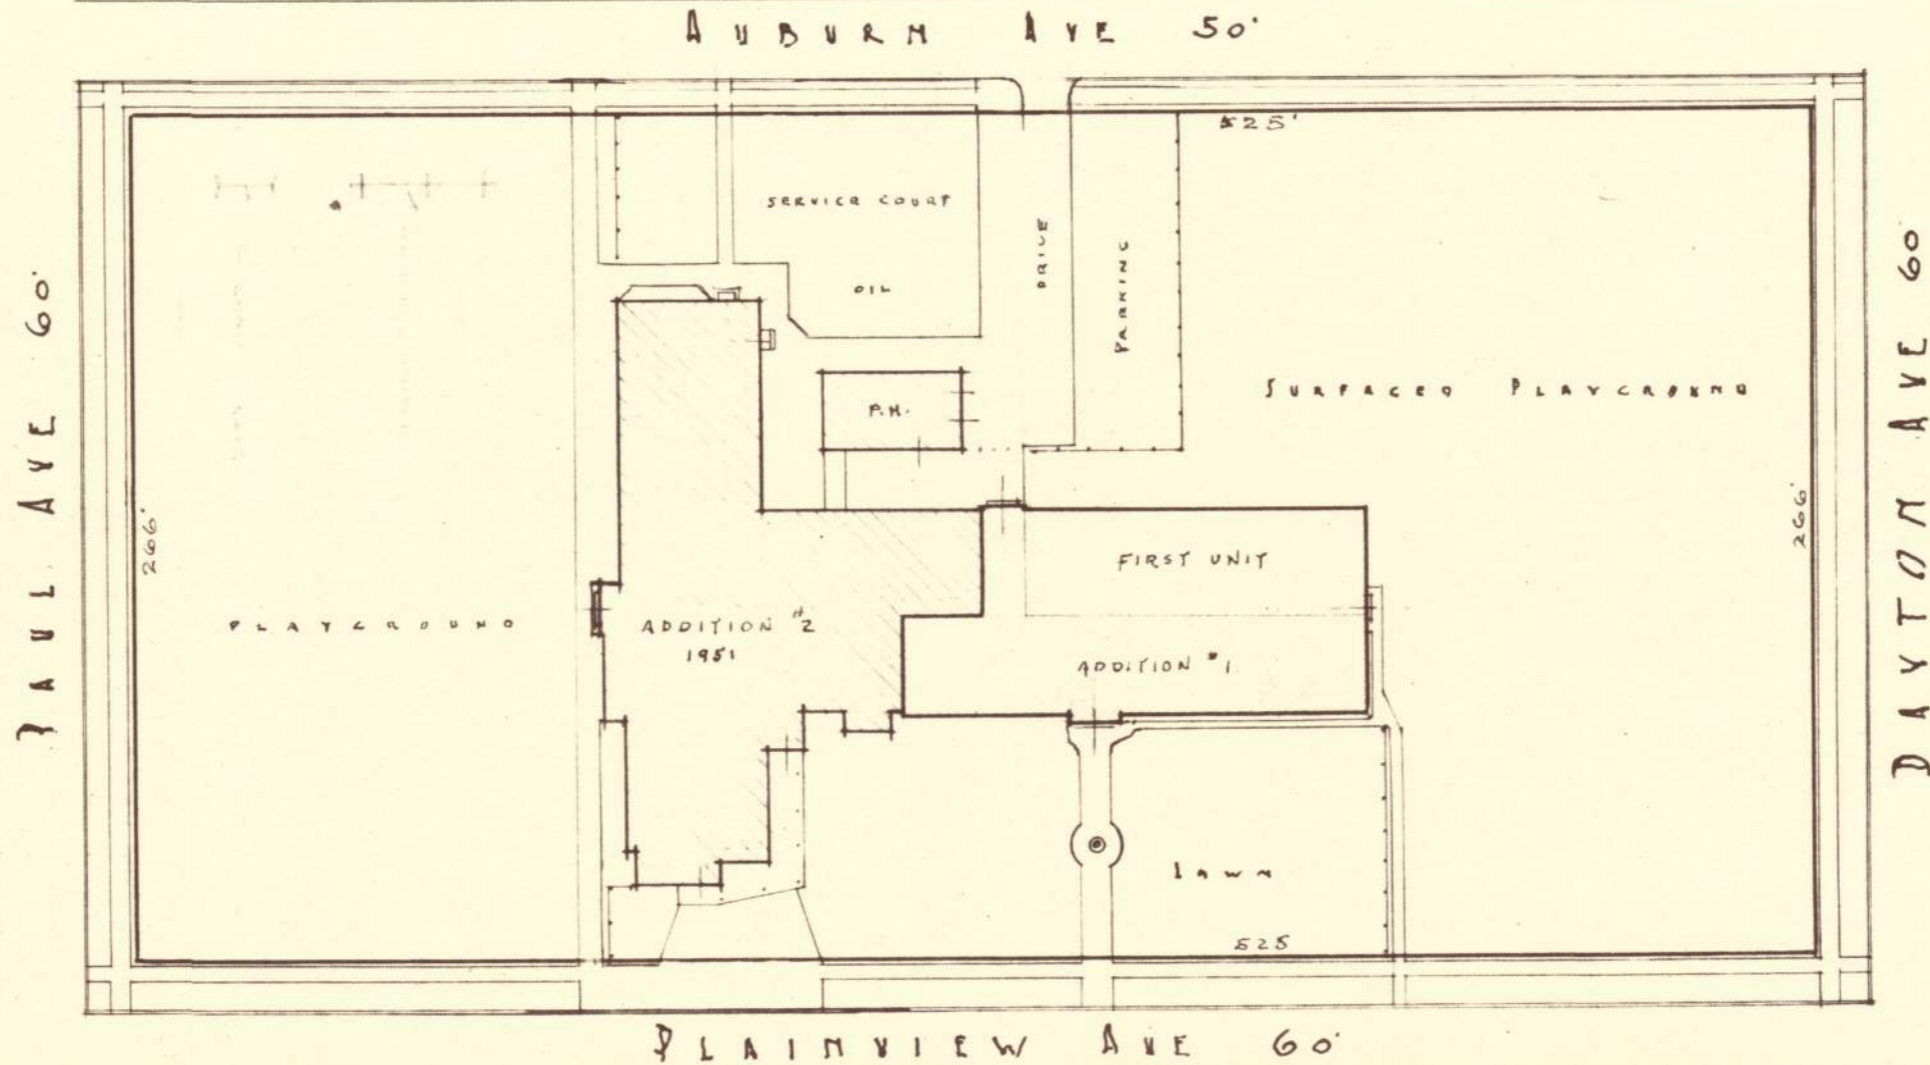 AUBURN AVE 50'
525'
SERVICE COURT
OIL
DRIVE
PARKING
P.H.
SURFACED PLAYGROUND
PAUL AVE 60'
266'
266'
DAYTON AVE 60
FIRST UNIT
PLAYGROUND
ADDITION #2
1951
ADDITION #1
LAWN
525
PLAINVIEW AVE 60'